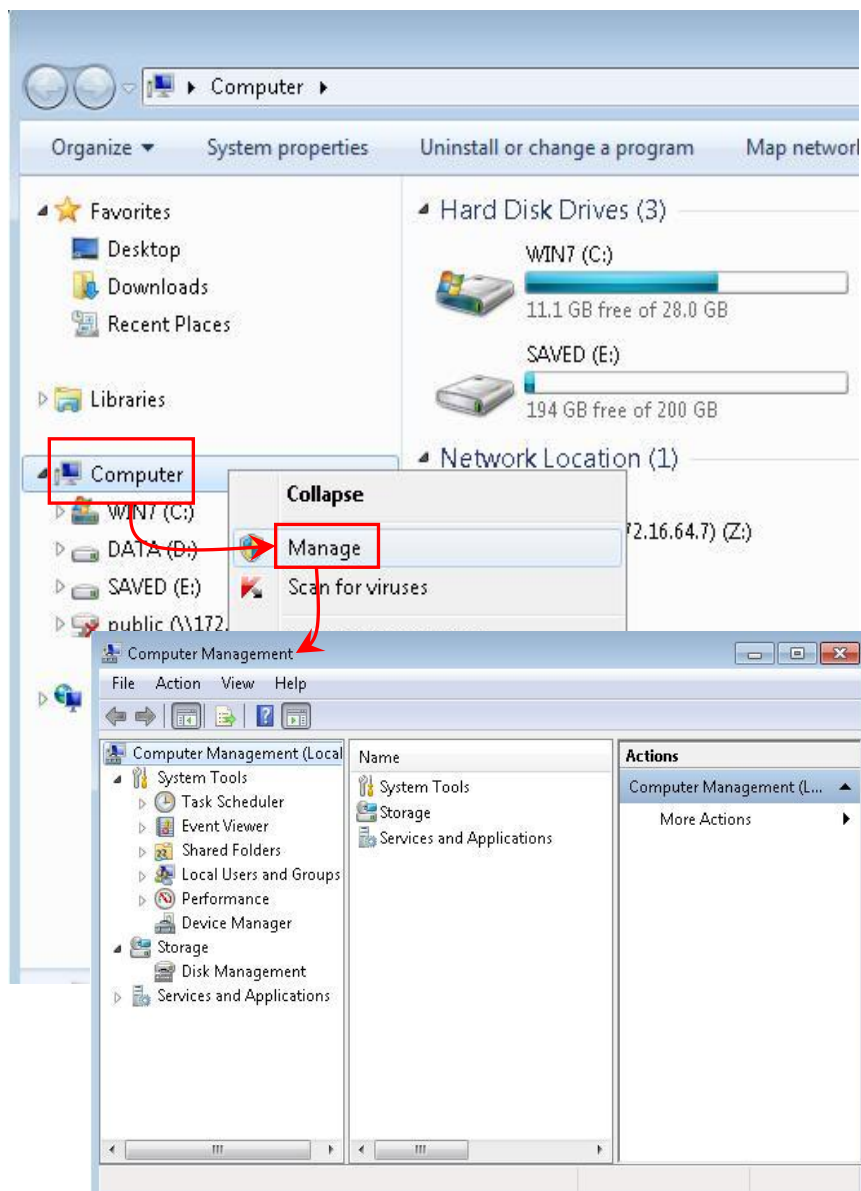 Computer
Organize System properties Uninstall or change a program Map network
Favorites
Desktop
Downloads
Recent Places
Libraries
Computer
WIN7 (C:)
DATA (D:)
SAVED (E:)
public (\\172.
Hard Disk Drives (3)
WIN7 (C:)
11.1 GB free of 28.0 GB
SAVED (E:)
194 GB free of 200 GB
Network Location (1)
72.16.64.7) (Z:)
Collapse
Manage
Scan for viruses
Computer Management
File Action View Help
Computer Management (Local
System Tools
Task Scheduler
Event Viewer
Shared Folders
Local Users and Groups
Performance
Device Manager
Storage
Disk Management
Services and Applications
Name
System Tools
Storage
Services and Applications
Actions
Computer Management (L...
More Actions